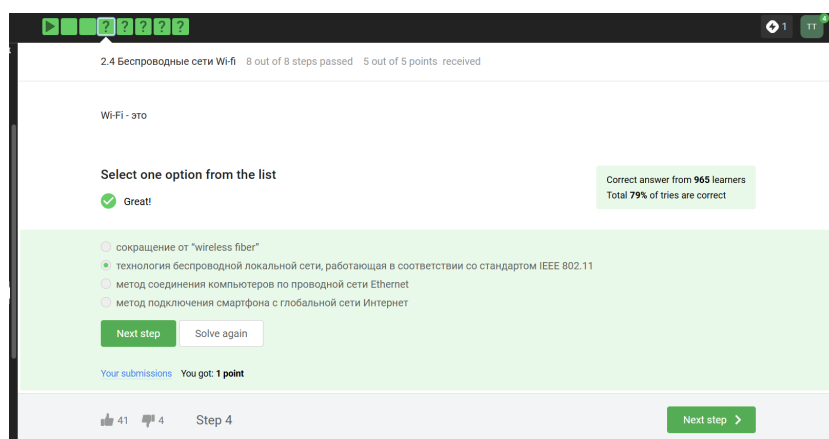 ? ? ? ? ?
1 TT 4
2.4 Беспроводные сети Wi-fi 8 out of 8 steps passed 5 out of 5 points received
Wi-Fi - это
Select one option from the list
Great!
Correct answer from 965 learners
Total 79% of tries are correct
сокращение от “wireless fiber”
технология беспроводной локальной сети, работающая в соответствии со стандартом IEEE 802.11
метод соединения компьютеров по проводной сети Ethernet
метод подключения смартфона с глобальной сети Интернет
Next step Solve again
Your submissions You got: 1 point
41 4 Step 4 Next step